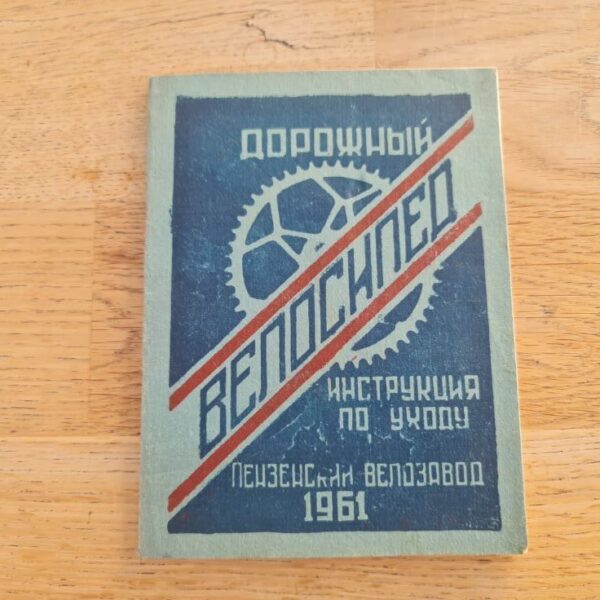 ДОРОЖНЫЙ
ВЕЛОСИПЕД
ИНСТРУКЦИЯ
ПО УХОДУ
ПЕНЗЕНСКИЙ ВЕЛОЗАВОД
1961